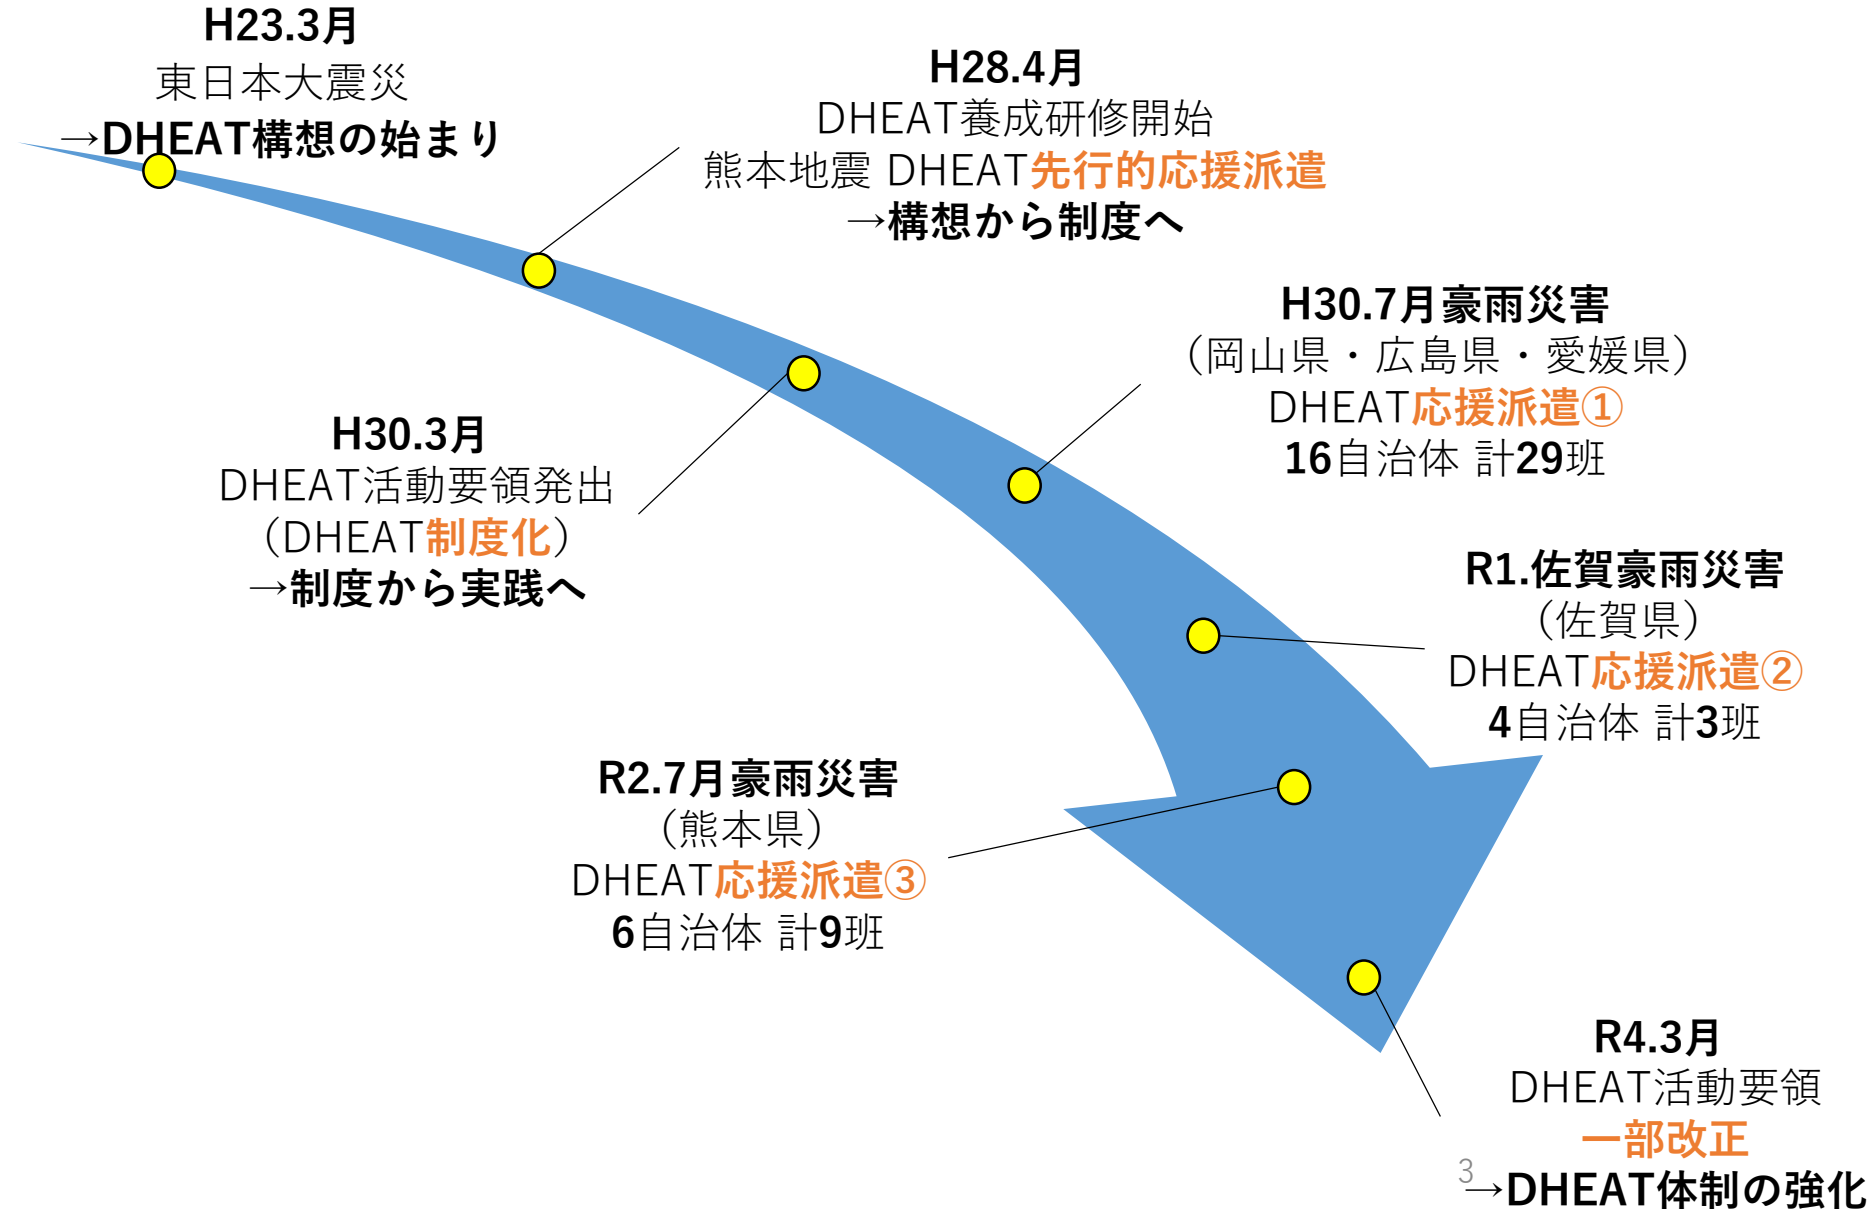 H23.3月
東日本大震災
→DHEAT構想の始まり
H28.4月
DHEAT養成研修開始
熊本地震 DHEAT先行的応援派遣
→構想から制度へ
H30.3月
DHEAT活動要領発出
（DHEAT制度化）
→制度から実践へ
H30.7月豪雨災害
（岡山県・広島県・愛媛県）
DHEAT応援派遣①
16自治体 計29班
R1.佐賀豪雨災害
（佐賀県）
DHEAT応援派遣②
4自治体 計3班
R2.7月豪雨災害
（熊本県）
DHEAT応援派遣③
6自治体 計9班
R4.3月
DHEAT活動要領
一部改正
→DHEAT体制の強化
3